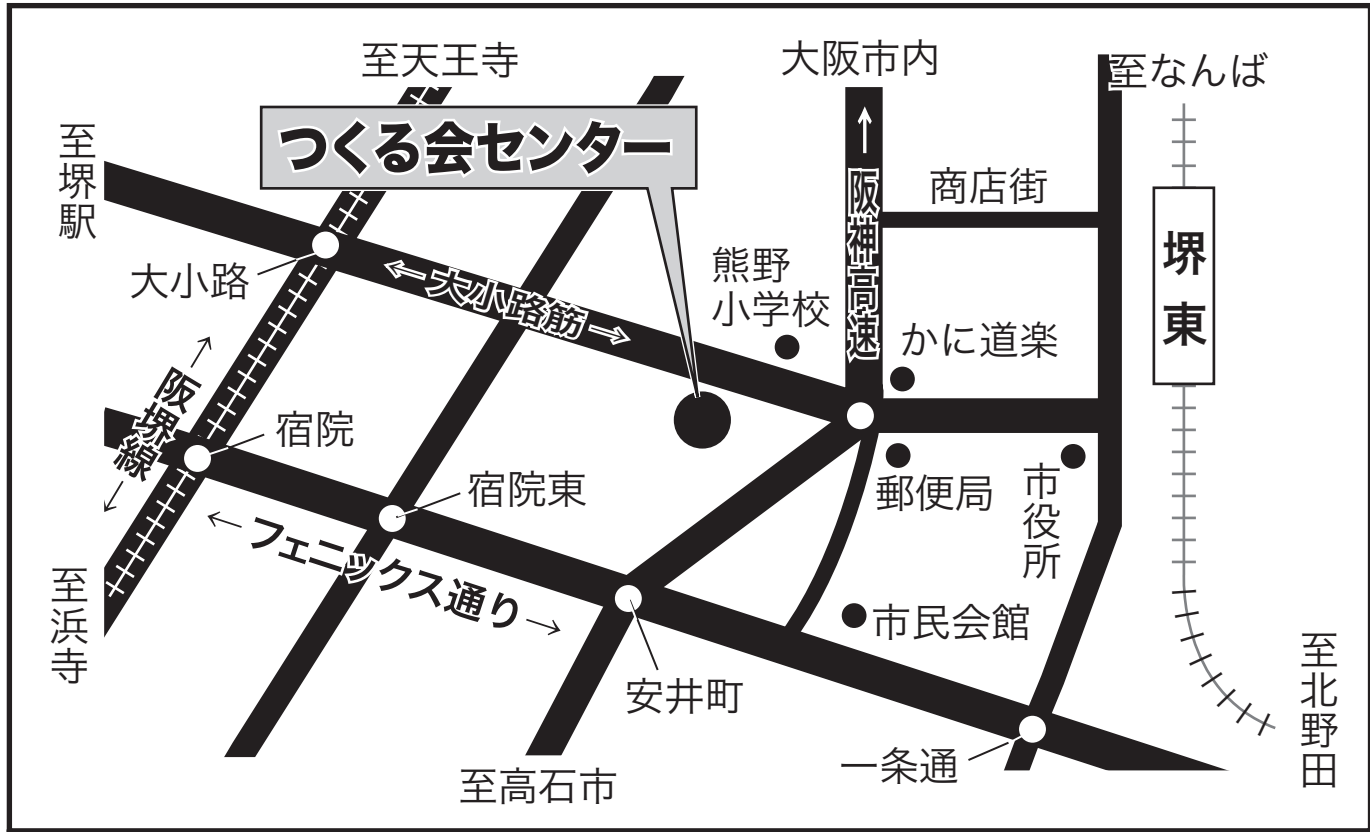 至天王寺
大阪市内
至なんば
つくる会センター
至堺駅
↑
阪神高速
商店街
堺東
大小路
←大小路筋→
熊野
小学校
かに道楽
←阪堺線→
宿院
宿院東
郵便局
市役所
←フェニックス通り→
市民会館
至浜寺
安井町
一条通
至高石市
至北野田